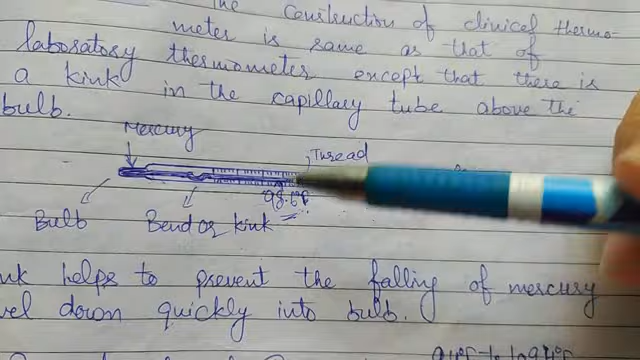 The construction of clinical thermo-
meter is same as that of
laboratory thermometer except that there is
a kink in the capillary tube above the
bulb.
Mercury
Thread
98.6°F
Bulb Bend or kink
helps to prevent the falling of mercury
down quickly into bulb.